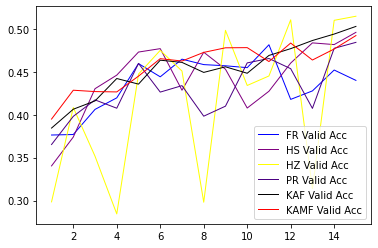 0.50
0.45
0.40
0.35
0.30
FR Valid Acc
HS Valid Acc
HZ Valid Acc
PR Valid Acc
KAF Valid Acc
KAMF Valid Acc
2 4 6 8 10 12 14